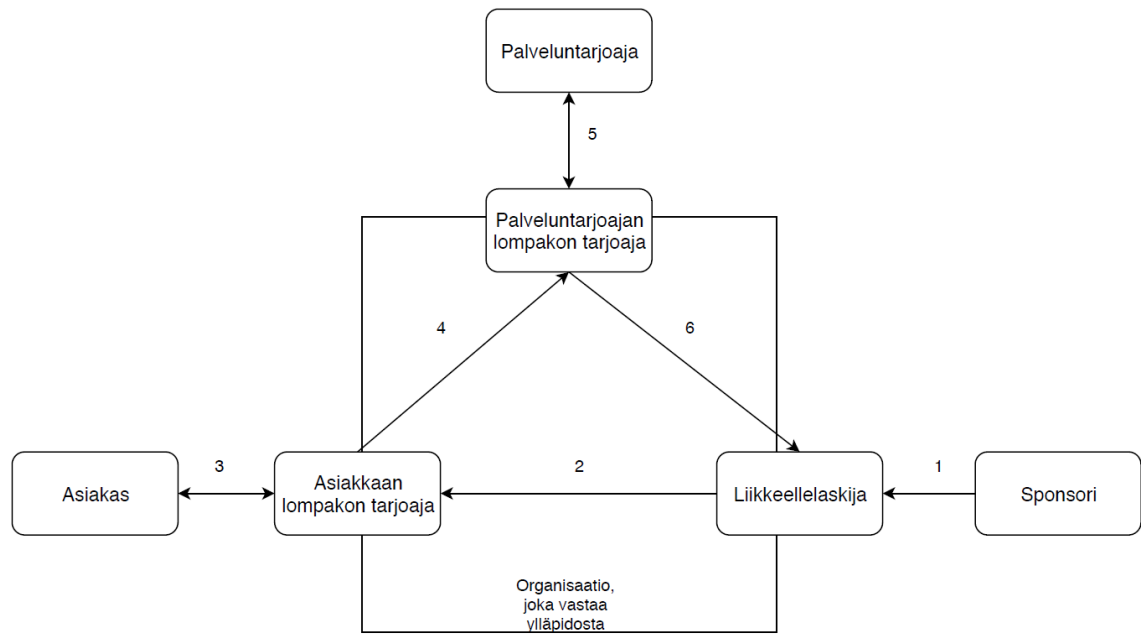 Palveluntarjoaja
5
Palveluntarjoajan
lompakon tarjoaja
4
6
3
2
1
Asiakas
Asiakkaan
lompakon tarjoaja
Liikkeellelaskija
Sponsori
Organisaatio,
joka vastaa
ylläpidosta